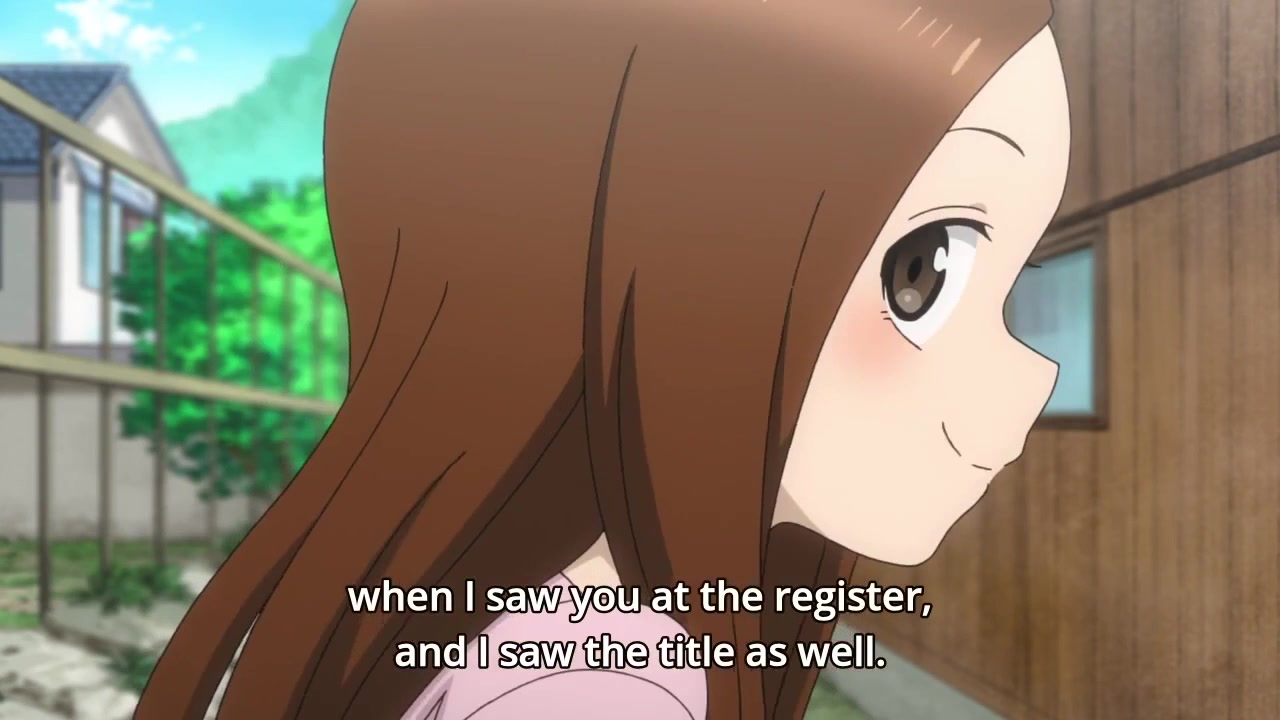 when I saw you at the register,
and I saw the title as well.